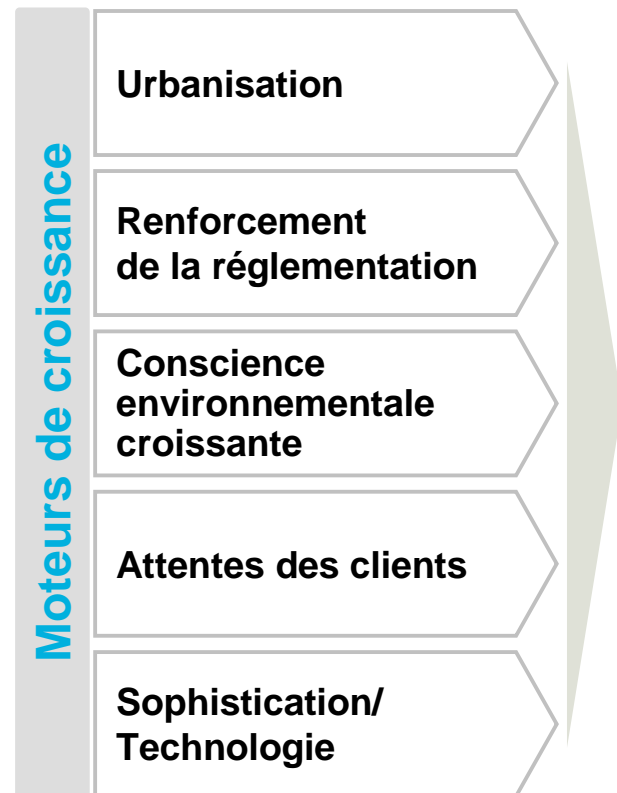 Moteurs de croissance
Urbanisation
Renforcement
de la réglementation
Conscience
environnementale
croissante
Attentes des clients
Sophistication/
Technologie